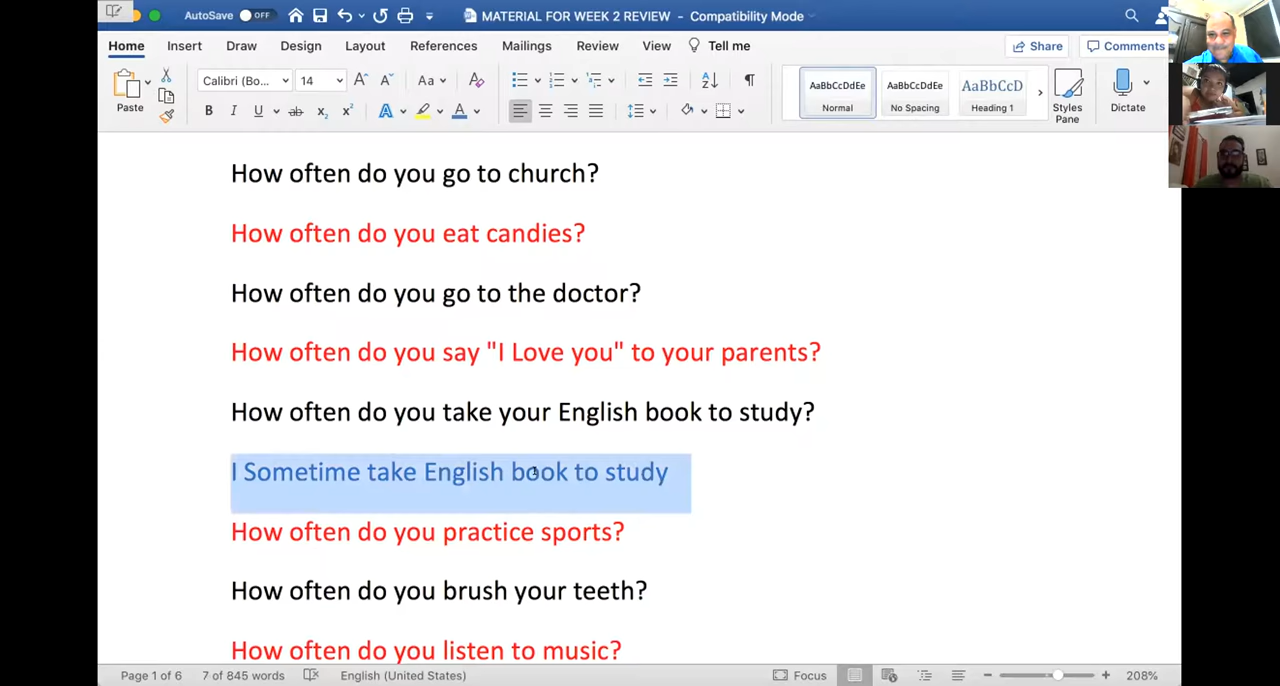 AutoSave OFF MATERIAL FOR WEEK 2 REVIEW - Compatibility Mode
Home Insert Draw Design Layout References Mailings Review View Tell me Share Comments
Paste Calibri (Bo... 14 Aa AaBbCcDdEe AaBbCcDdEe AaBbCcD
B I U ab x₂ x² A A Normal No Spacing Heading 1 Styles Pane Dictate
How often do you go to church?
How often do you eat candies?
How often do you go to the doctor?
How often do you say "I Love you" to your parents?
How often do you take your English book to study?
I Sometime take English book to study
How often do you practice sports?
How often do you brush your teeth?
How often do you listen to music?
Page 1 of 6 7 of 845 words English (United States) Focus 208%